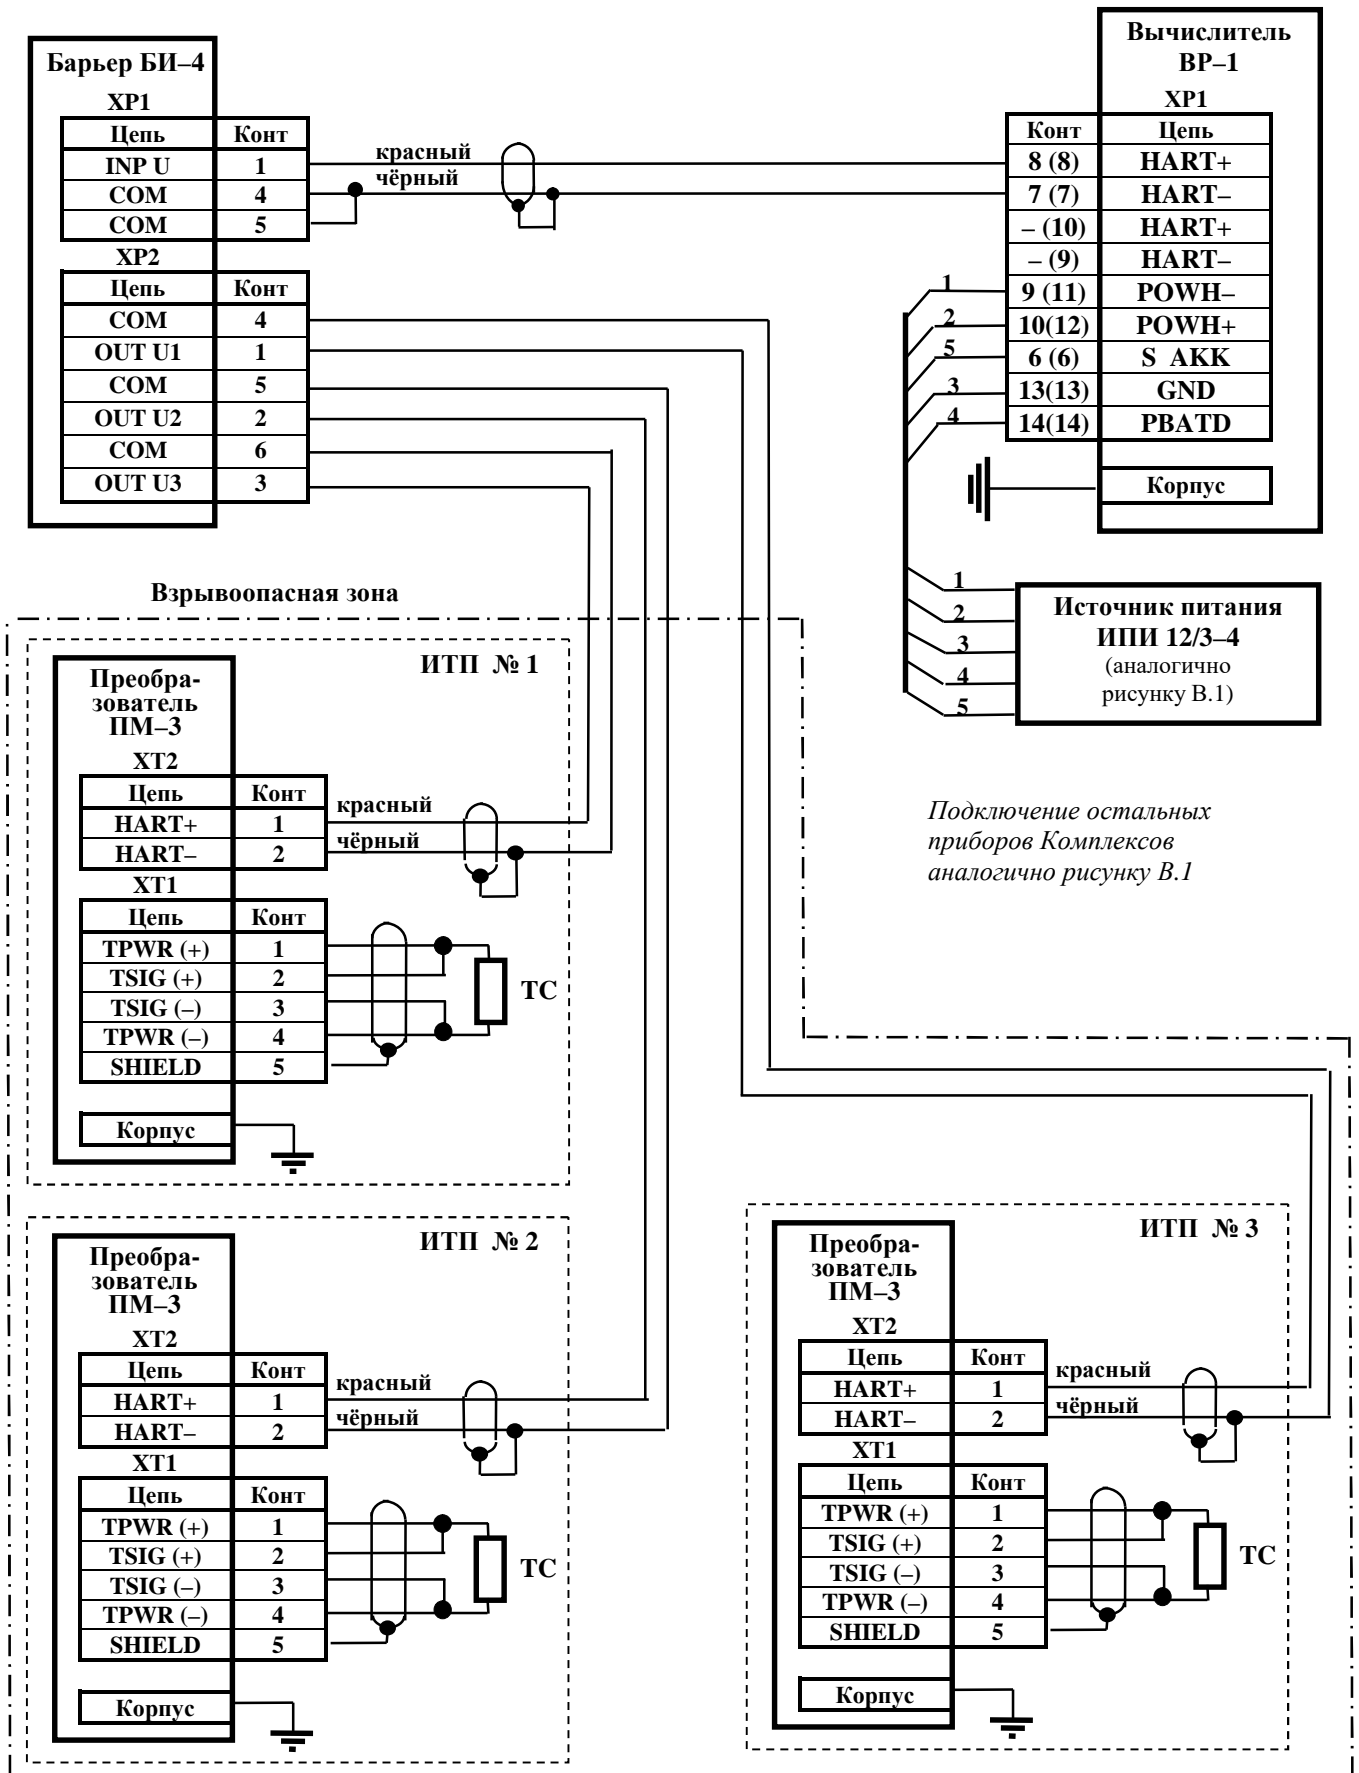 Барьер БИ–4
XP1
Цепь Конт
INP U 1
COM 4
COM 5
XP2
Цепь Конт
COM 4
OUT U1 1
COM 5
OUT U2 2
COM 6
OUT U3 3
красный
чёрный
Вычислитель
ВР–1
XP1
Конт Цепь
8 (8) HART+
7 (7) HART–
– (10) HART+
– (9) HART–
1 9 (11) POWH–
2 10(12) POWH+
5 6 (6) S AKK
3 13(13) GND
4 14(14) PBATD
Корпус
1
2
3
4
5
Источник питания
ИПИ 12/3–4
(аналогично
рисунку В.1)
Подключение остальных
приборов Комплексов
аналогично рисунку В.1
Взрывоопасная зона
ИТП № 1
Преобра-
зователь
ПМ–3
XT2
Цепь Конт
HART+ 1 красный
HART– 2 чёрный
XT1
Цепь Конт
TPWR (+) 1
TSIG (+) 2
TSIG (–) 3
TPWR (–) 4
SHIELD 5
ТС
Корпус
ИТП № 2
Преобра-
зователь
ПМ–3
XT2
Цепь Конт
HART+ 1 красный
HART– 2 чёрный
XT1
Цепь Конт
TPWR (+) 1
TSIG (+) 2
TSIG (–) 3
TPWR (–) 4
SHIELD 5
ТС
Корпус
ИТП № 3
Преобра-
зователь
ПМ–3
XT2
Цепь Конт
HART+ 1 красный
HART– 2 чёрный
XT1
Цепь Конт
TPWR (+) 1
TSIG (+) 2
TSIG (–) 3
TPWR (–) 4
SHIELD 5
ТС
Корпус